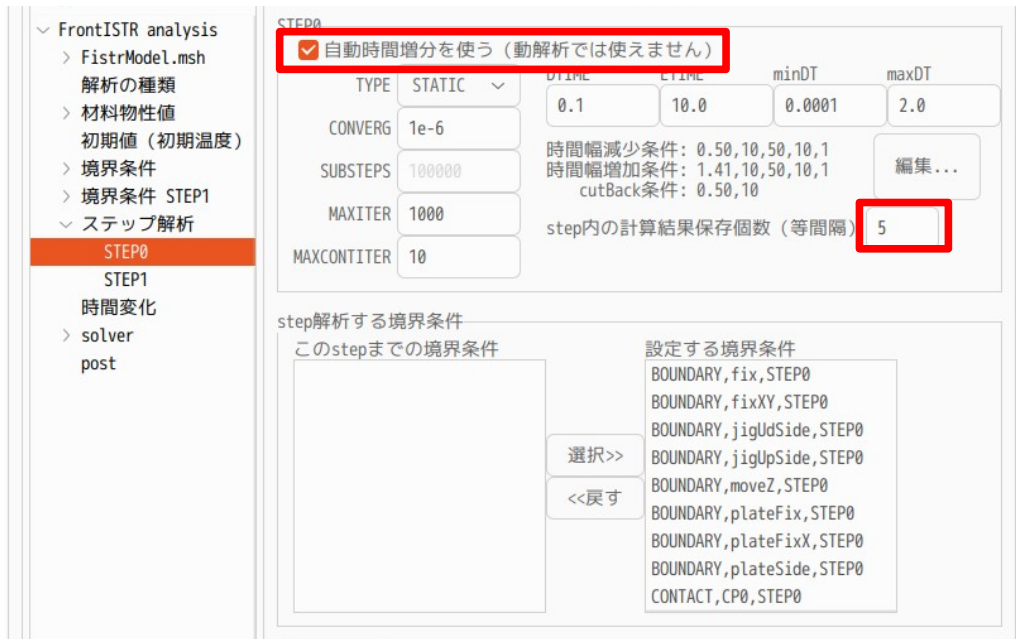 FrontISTR analysis
FistrModel.msh
解析の種類
材料物性値
初期値（初期温度）
境界条件
境界条件 STEP1
ステップ解析
STEP0
STEP1
時間変化
solver
post
STEP0
自動時間増分を使う（動解析では使えません）
TYPE STATIC
CONVERG 1e-6
SUBSTEPS 100000
MAXITER 1000
MAXCONTITER 10
DTIME ETIME minDT maxDT
0.1 10.0 0.0001 2.0
時間幅減少条件: 0.50,10,50,10,1
時間幅増加条件: 1.41,10,50,10,1
cutBack条件: 0.50,10
編集...
step内の計算結果保存個数（等間隔） 5
step解析する境界条件
このstepまでの境界条件
選択>>
<<戻す
設定する境界条件
BOUNDARY,fix,STEP0
BOUNDARY,fixXY,STEP0
BOUNDARY,jigUdSide,STEP0
BOUNDARY,jigUpSide,STEP0
BOUNDARY,moveZ,STEP0
BOUNDARY,plateFix,STEP0
BOUNDARY,plateFixX,STEP0
BOUNDARY,plateSide,STEP0
CONTACT,CP0,STEP0